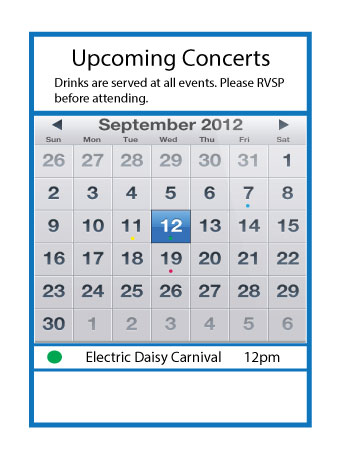 Upcoming Concerts
Drinks are served at all events. Please RVSP
before attending.
September 2012
Sun Mon Tue Wed Thu Fri Sat
26 27 28 29 30 31 1
2 3 4 5 6 7 8
9 10 11 12 13 14 15
16 17 18 19 20 21 22
23 24 25 26 27 28 29
30 1 2 3 4 5 6
Electric Daisy Carnival 12pm